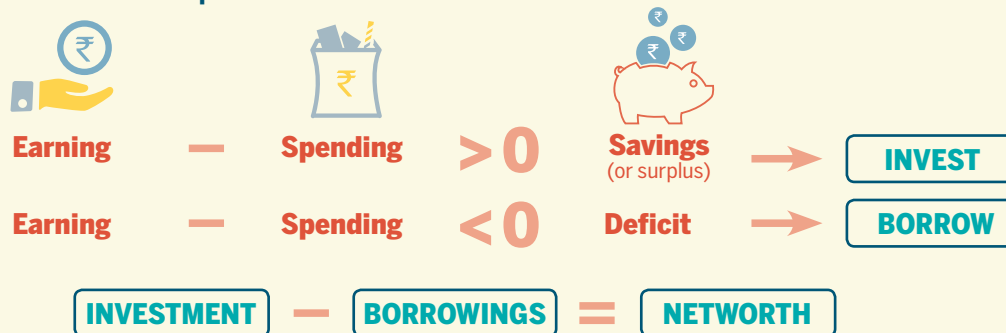 ₹
₹
₹ ₹ ₹
Earning − Spending > 0 Savings
(or surplus)
INVEST
Earning − Spending < 0 Deficit BORROW
INVESTMENT − BORROWINGS = NETWORTH